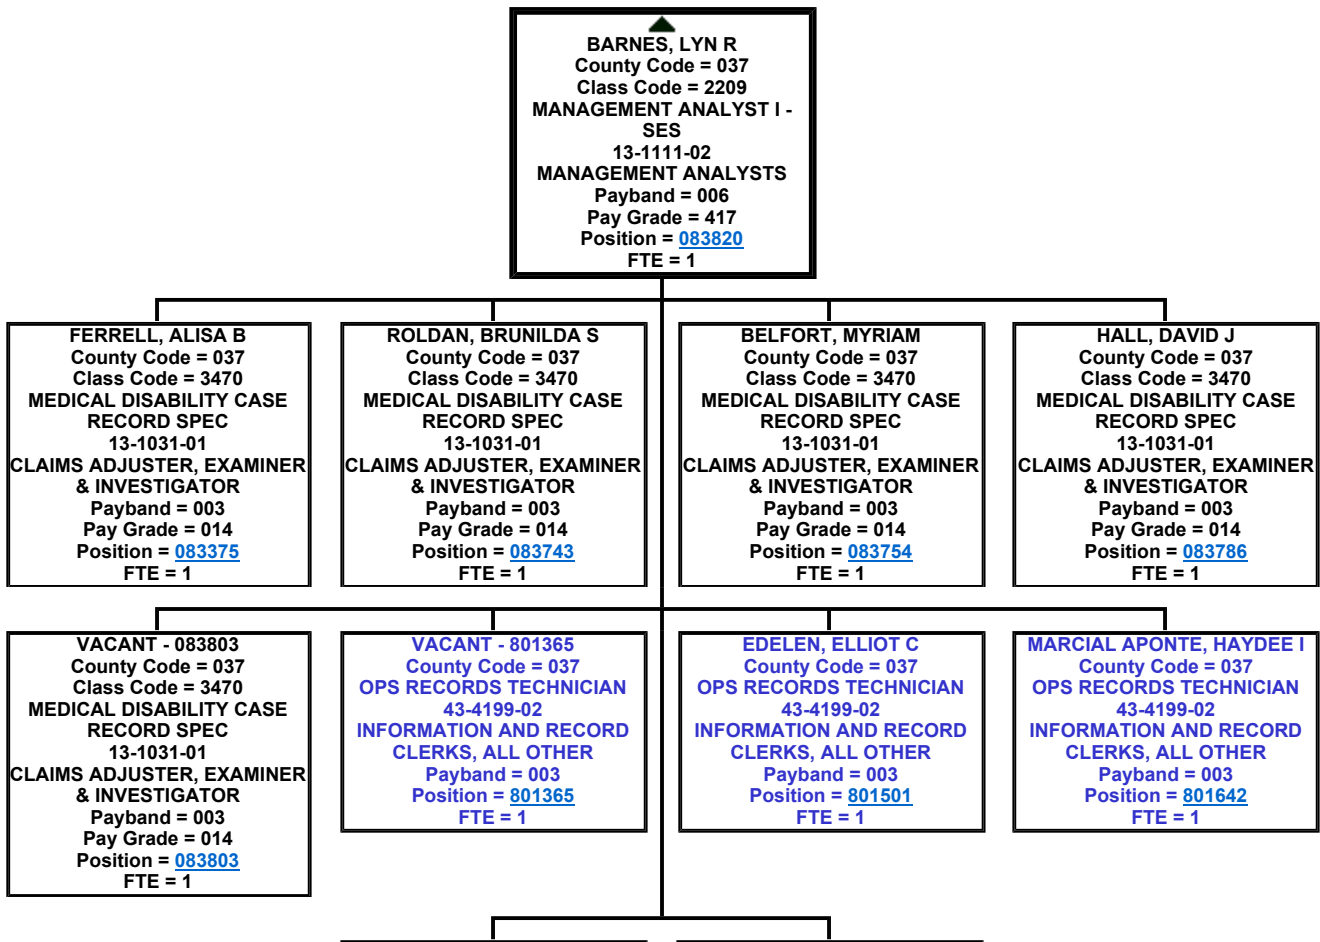 BARNES, LYN R
County Code = 037
Class Code = 2209
MANAGEMENT ANALYST I -
SES
13-1111-02
MANAGEMENT ANALYSTS
Payband = 006
Pay Grade = 417
Position = 083820
FTE = 1
FERRELL, ALISA B
County Code = 037
Class Code = 3470
MEDICAL DISABILITY CASE
RECORD SPEC
13-1031-01
CLAIMS ADJUSTER, EXAMINER
& INVESTIGATOR
Payband = 003
Pay Grade = 014
Position = 083375
FTE = 1
ROLDAN, BRUNILDA S
County Code = 037
Class Code = 3470
MEDICAL DISABILITY CASE
RECORD SPEC
13-1031-01
CLAIMS ADJUSTER, EXAMINER
& INVESTIGATOR
Payband = 003
Pay Grade = 014
Position = 083743
FTE = 1
BELFORT, MYRIAM
County Code = 037
Class Code = 3470
MEDICAL DISABILITY CASE
RECORD SPEC
13-1031-01
CLAIMS ADJUSTER, EXAMINER
& INVESTIGATOR
Payband = 003
Pay Grade = 014
Position = 083754
FTE = 1
HALL, DAVID J
County Code = 037
Class Code = 3470
MEDICAL DISABILITY CASE
RECORD SPEC
13-1031-01
CLAIMS ADJUSTER, EXAMINER
& INVESTIGATOR
Payband = 003
Pay Grade = 014
Position = 083786
FTE = 1
VACANT - 083803
County Code = 037
Class Code = 3470
MEDICAL DISABILITY CASE
RECORD SPEC
13-1031-01
CLAIMS ADJUSTER, EXAMINER
& INVESTIGATOR
Payband = 003
Pay Grade = 014
Position = 083803
FTE = 1
VACANT - 801365
County Code = 037
OPS RECORDS TECHNICIAN
43-4199-02
INFORMATION AND RECORD
CLERKS, ALL OTHER
Payband = 003
Position = 801365
FTE = 1
EDELEN, ELLIOT C
County Code = 037
OPS RECORDS TECHNICIAN
43-4199-02
INFORMATION AND RECORD
CLERKS, ALL OTHER
Payband = 003
Position = 801501
FTE = 1
MARCIAL APONTE, HAYDEE I
County Code = 037
OPS RECORDS TECHNICIAN
43-4199-02
INFORMATION AND RECORD
CLERKS, ALL OTHER
Payband = 003
Position = 801642
FTE = 1